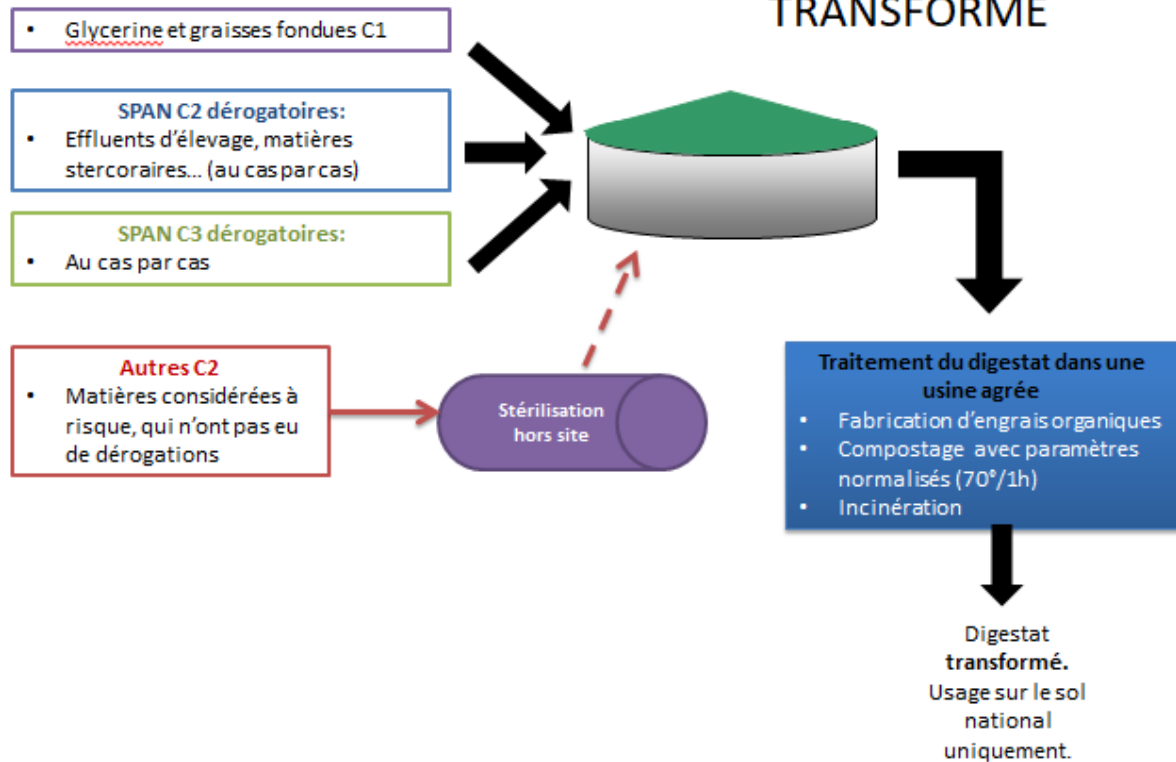 TRANSFORME
• Glycerine et graisses fondues C1
SPAN C2 dérogatoires:
• Effluents d'élevage, matières
stercoraires... (au cas par cas)
SPAN C3 dérogatoires:
• Au cas par cas
Autres C2
• Matières considérées à
risque, qui n'ont pas eu
de dérogations
Stérilisation
hors site
Traitement du digestat dans une
usine agrée
• Fabrication d'engrais organiques
• Compostage avec paramètres
normalisés (70°/1h)
• Incinération
Digestat
transformé.
Usage sur le sol
national
uniquement.